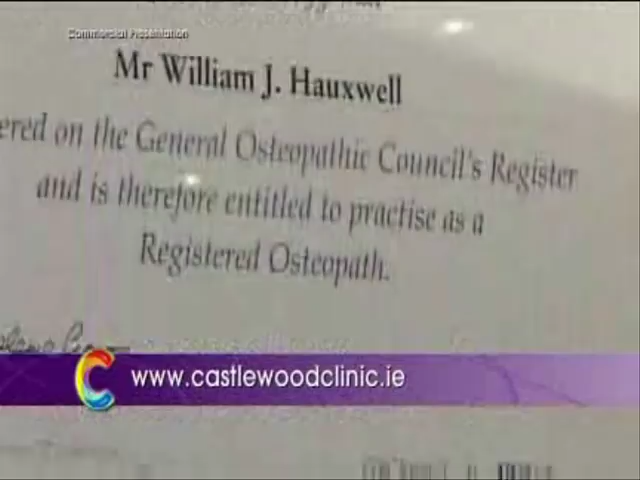 Commercial Presentation
Mr William J. Hauxwell
ered on the General Osteopathic Council's Register
and is therefore entitled to practise as a
Registered Osteopath.
C www.castlewoodclinic.ie